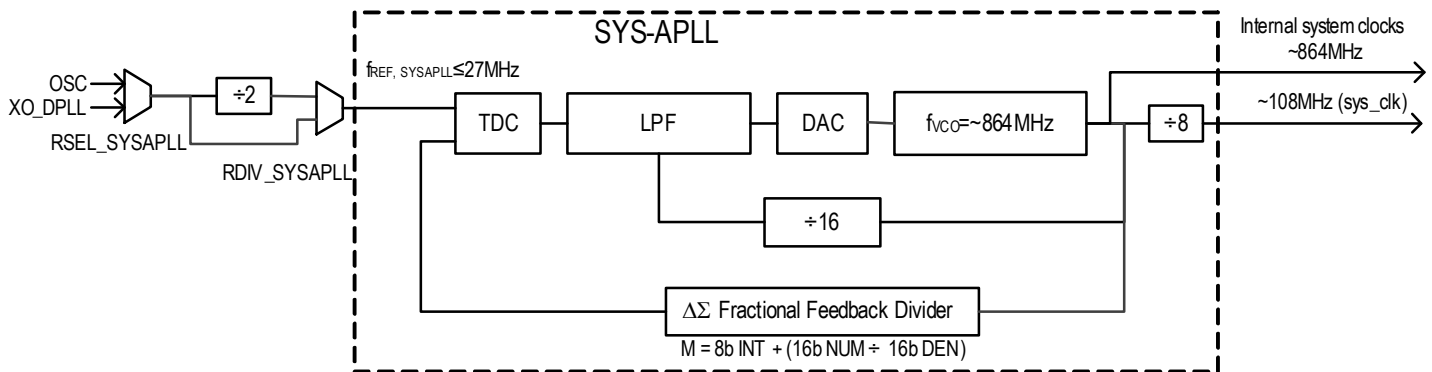 SYS-APLL
Internal system clocks
~864MHz
OSC
XO_DPLL
÷2
fREF, SYSAPLL≤27MHz
~108MHz (sys_clk)
RSEL_SYSAPLL
RDIV_SYSAPLL
TDC
LPF
DAC
fVCO=~864MHz
÷8
÷16
ΔΣ Fractional Feedback Divider
M = 8b INT + (16b NUM ÷ 16b DEN)